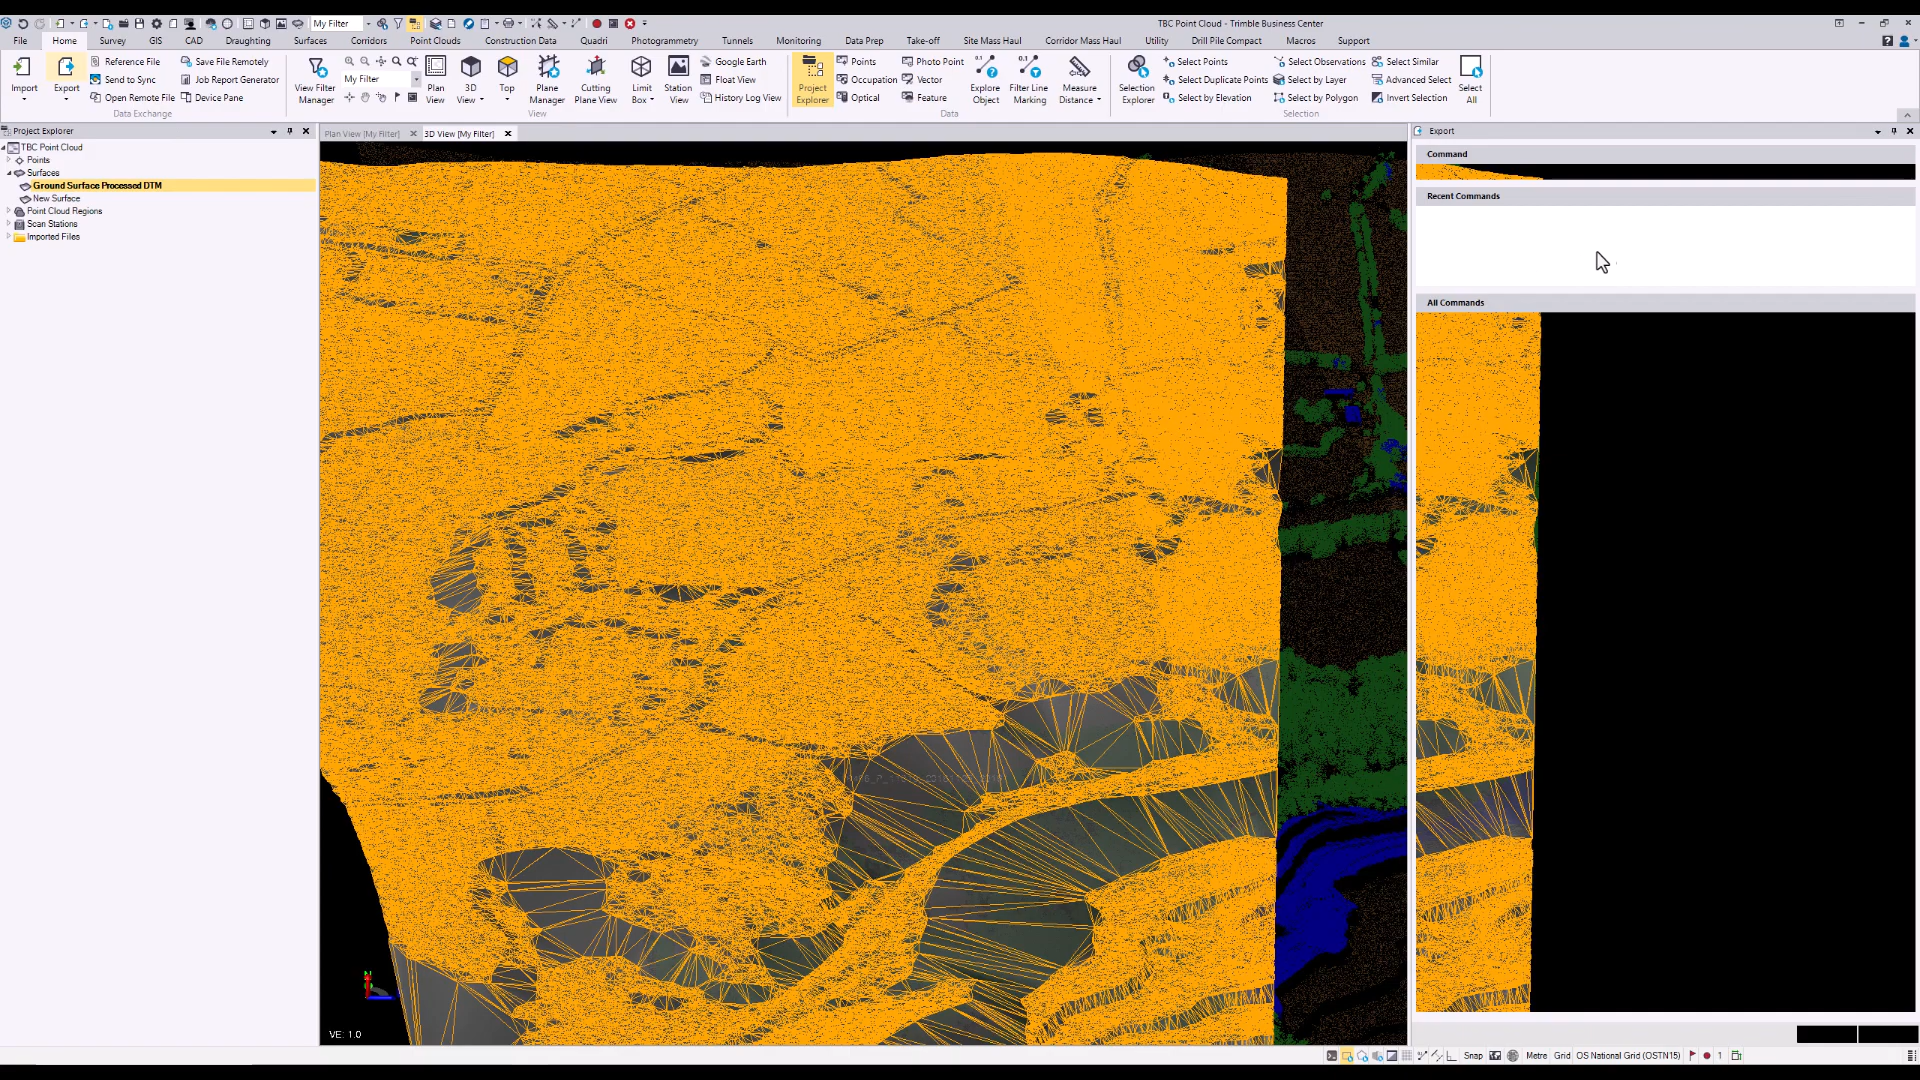 My Filter
TBC Point Cloud - Trimble Business Center
File Home Survey GIS CAD Draughting Surfaces Corridors Point Clouds Construction Data Quadri Photogrammetry Tunnels Monitoring Data Prep Take-off Site Mass Haul Corridor Mass Haul Utility Drill Pile Compact Macros Support
Import
Export
Reference File
Send to Sync
Open Remote File
Save File Remotely
Job Report Generator
Device Pane
Data Exchange
View Filter Manager
My Filter
Plan View
3D View
Top
Plane Manager
Cutting Plane View
Limit Box
Station View
Google Earth
Float View
History Log View
View
Project Explorer
Points
Occupation
Optical
Photo Point
Vector
Feature
Explore Object
Filter Line Marking
Measure Distance
Data
Selection Explorer
Select Points
Select Duplicate Points
Select by Elevation
Select Observations
Select by Layer
Select by Polygon
Select Similar
Advanced Select
Invert Selection
Select All
Selection
Project Explorer
TBC Point Cloud
Points
Surfaces
Ground Surface Processed DTM
New Surface
Point Cloud Regions
Scan Stations
Imported Files
Plan View [My Filter]
3D View [My Filter]
VE: 1.0
Export
Command
Recent Commands
All Commands
Snap
Metre
Grid
OS National Grid (OSTN15)
1